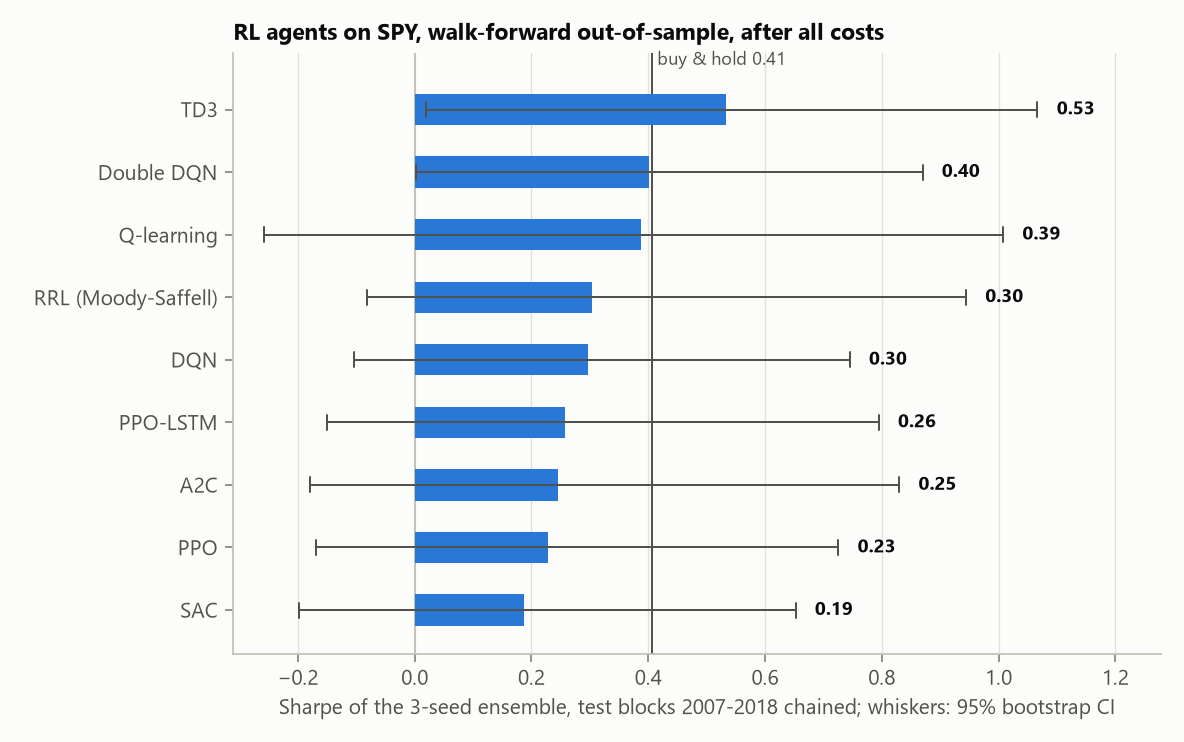 RL agents on SPY, walk-forward out-of-sample, after all costs
buy & hold 0.41
TD3 0.53
Double DQN 0.40
Q-learning 0.39
RRL (Moody-Saffell) 0.30
DQN 0.30
PPO-LSTM 0.26
A2C 0.25
PPO 0.23
SAC 0.19
−0.2 0.0 0.2 0.4 0.6 0.8 1.0 1.2
Sharpe of the 3-seed ensemble, test blocks 2007-2018 chained; whiskers: 95% bootstrap CI